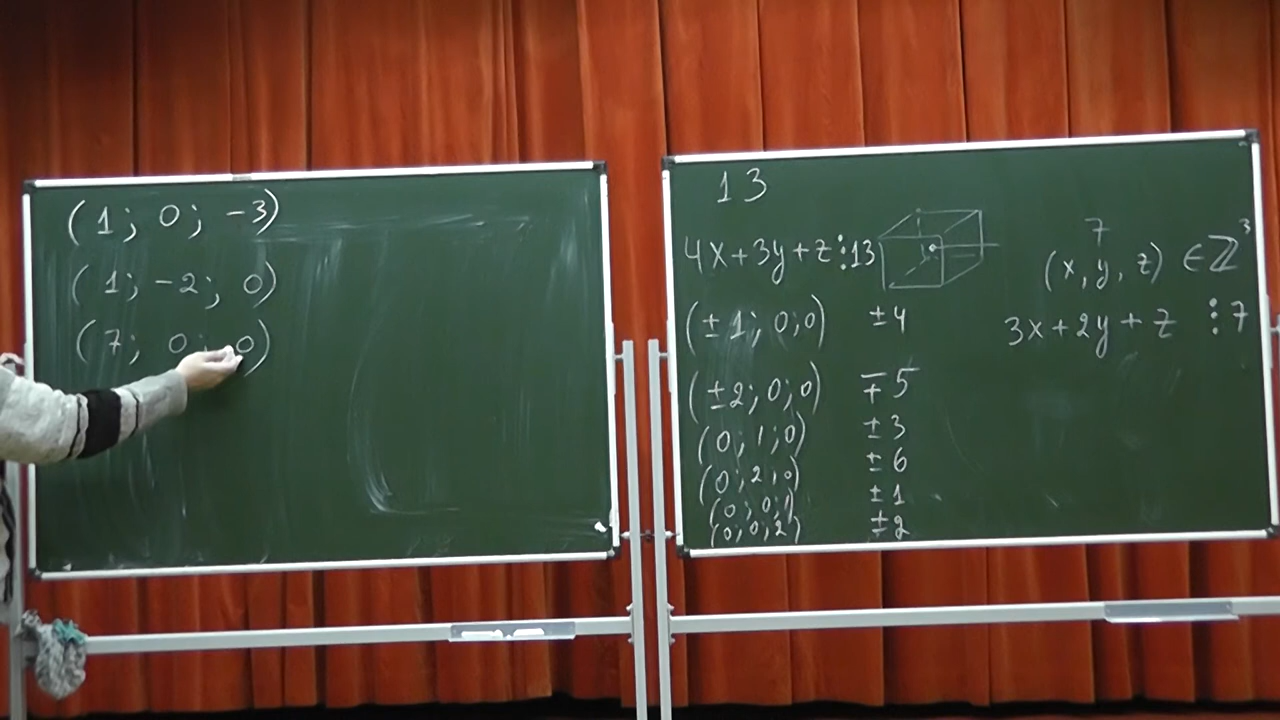 (1; 0; -3)
(1; -2; 0)
(7; 0; 0)
13
4x+3y+z⋮13
(±1; 0; 0) ±4
(±2; 0; 0) ∓5
(0; 1; 0) ±3
(0; 2; 0) ±6
(0; 0; 1) ±1
(0; 0; 2) ±2
7
(x, y, z) ∈ ℤ³
3x+2y+z ⋮7